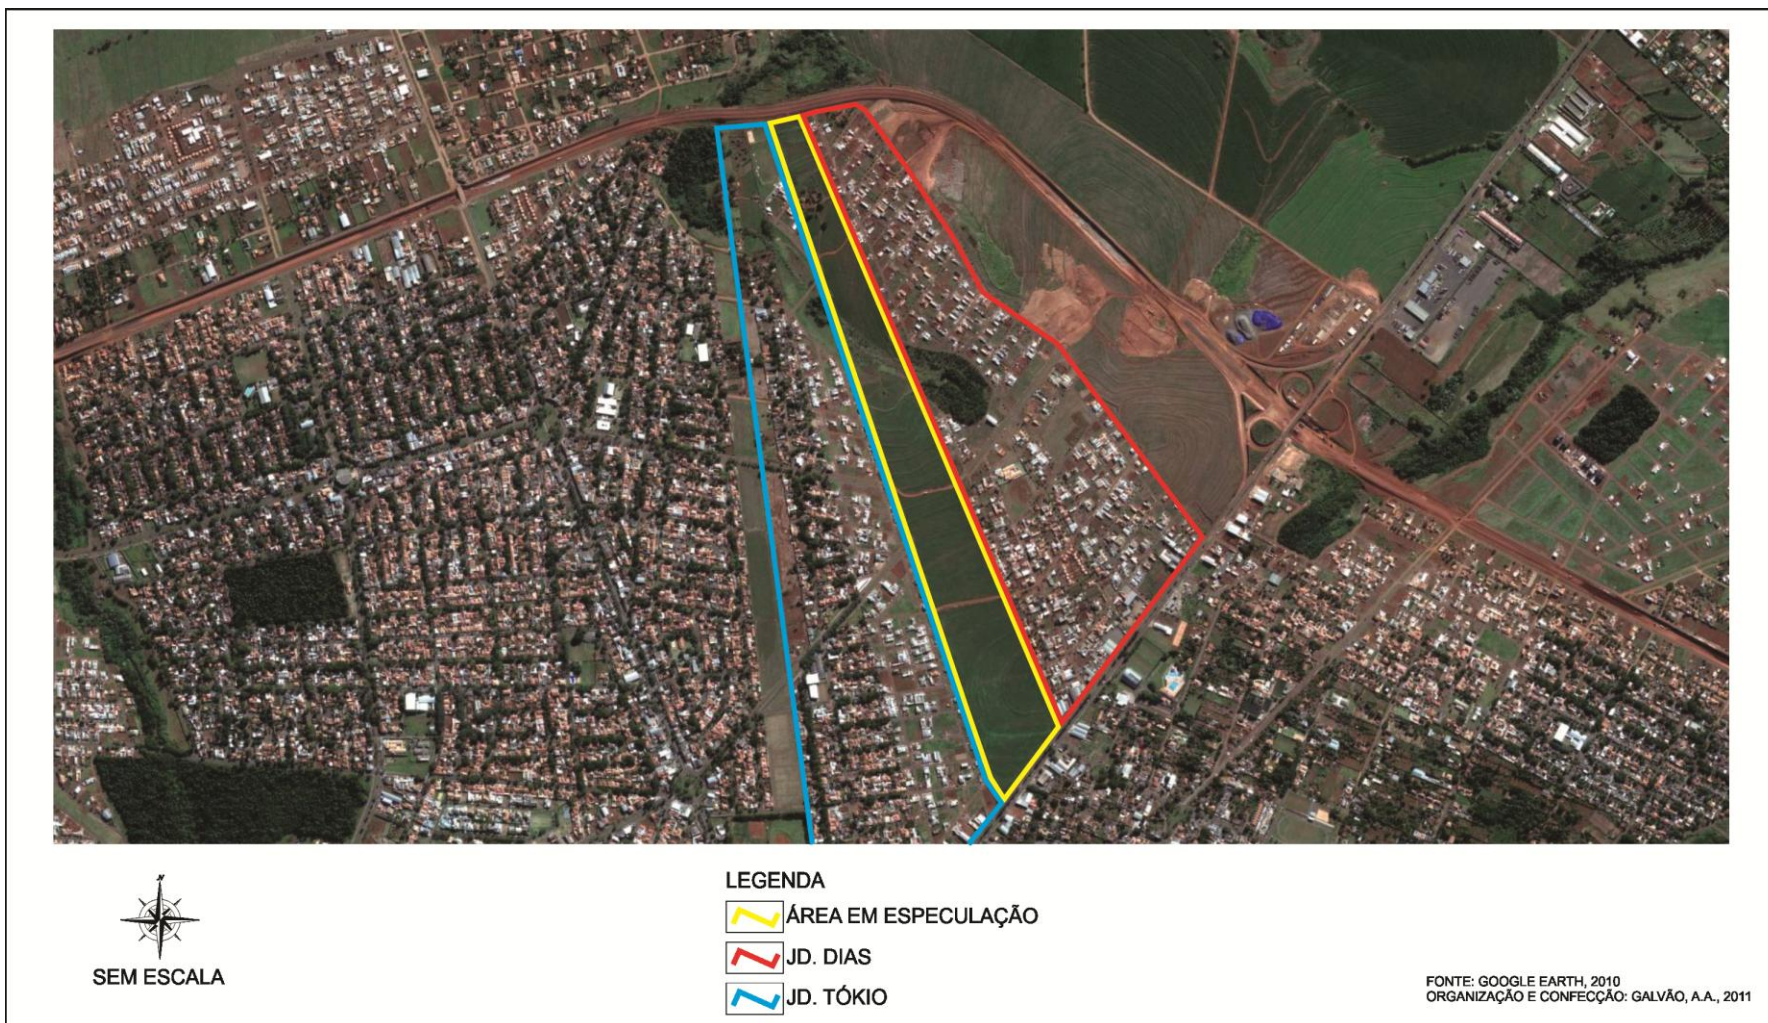 N
SEM ESCALA
LEGENDA
ÁREA EM ESPECULAÇÃO
JD. DIAS
JD. TÓKIO
FONTE: GOOGLE EARTH, 2010
ORGANIZAÇÃO E CONFECÇÃO: GALVÃO, A.A., 2011